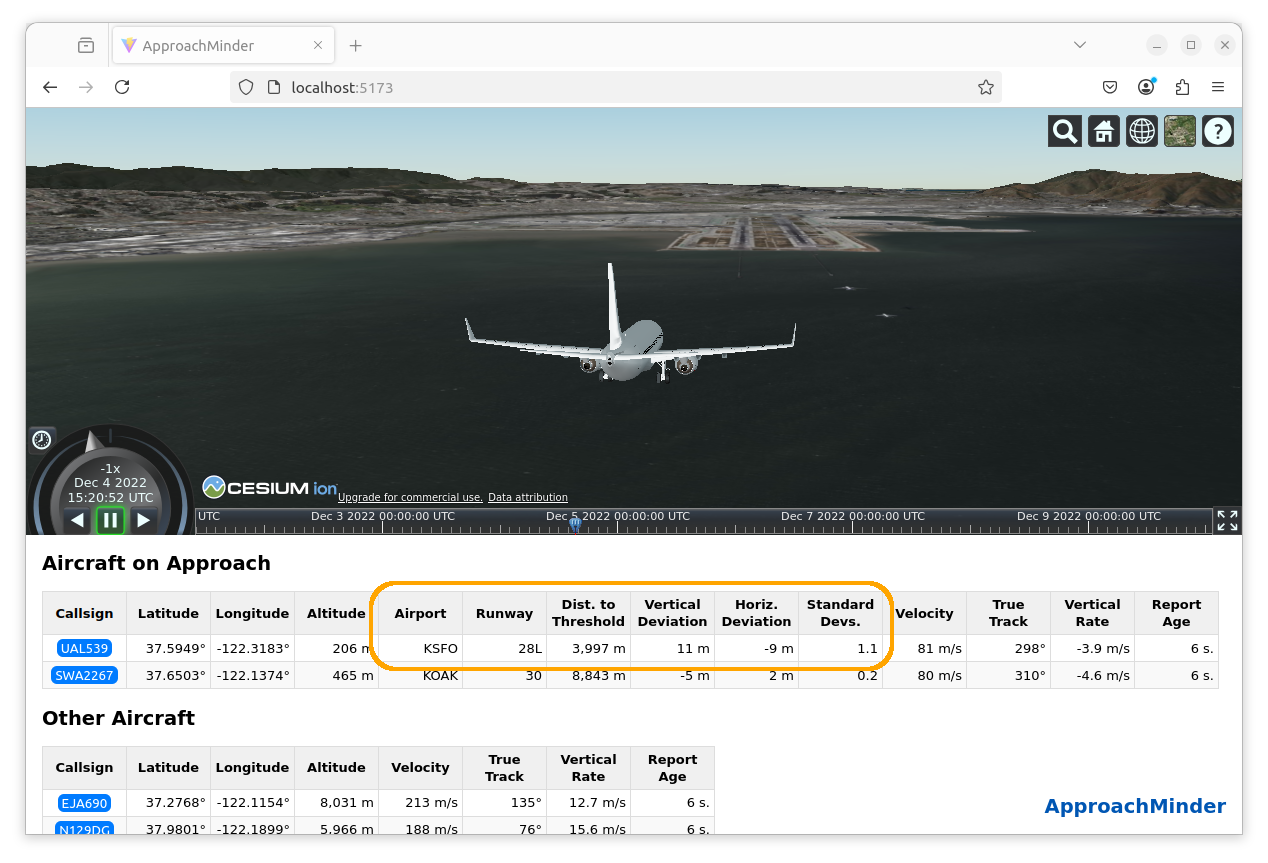 ApproachMinder
localhost:5173
?
-1x
Dec 4 2022
15:20:52 UTC
CESIUM ion
Upgrade for commercial use. Data attribution
UTC Dec 3 2022 00:00:00 UTC Dec 5 2022 00:00:00 UTC Dec 7 2022 00:00:00 UTC Dec 9 2022 00:00:00 UTC
Aircraft on Approach
Callsign Latitude Longitude Altitude Airport Runway Dist. to Threshold Vertical Deviation Horiz. Deviation Standard Devs. Velocity True Track Vertical Rate Report Age
UAL539 37.5949° -122.3183° 206 m KSFO 28L 3,997 m 11 m -9 m 1.1 81 m/s 298° -3.9 m/s 6 s.
SWA2267 37.6503° -122.1374° 465 m KOAK 30 8,843 m -5 m 2 m 0.2 80 m/s 310° -4.6 m/s 6 s.
Other Aircraft
Callsign Latitude Longitude Altitude Velocity True Track Vertical Rate Report Age
EJA690 37.2768° -122.1154° 8,031 m 213 m/s 135° 12.7 m/s 6 s.
N129DG 37.9801° -122.1899° 5,966 m 188 m/s 76° 15.6 m/s 6 s.
ApproachMinder